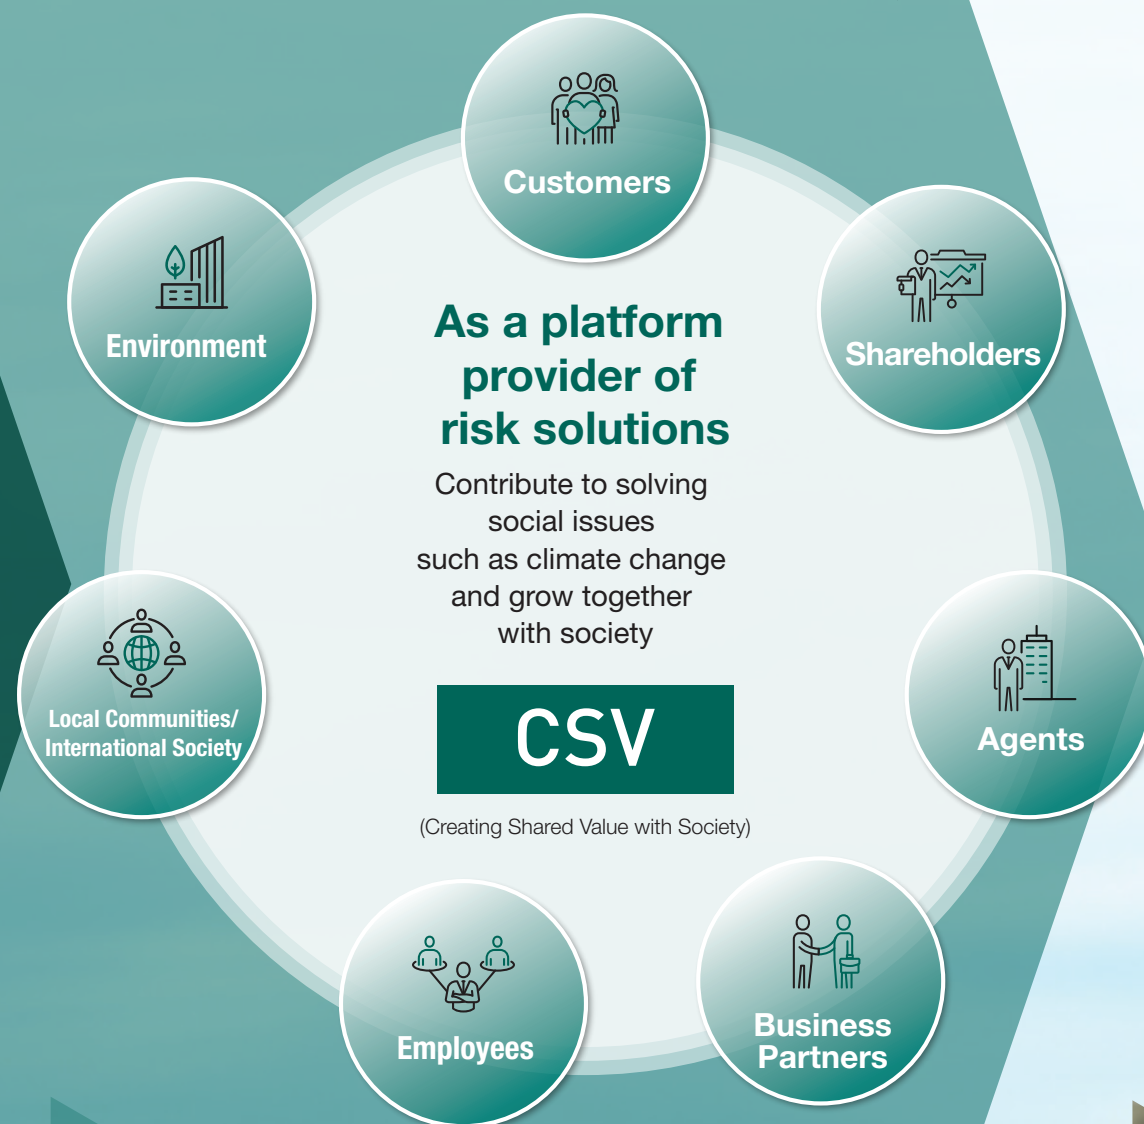 Customers
Shareholders
Environment
As a platform
provider of
risk solutions
Contribute to solving
social issues
such as climate change
and grow together
with society
CSV
(Creating Shared Value with Society)
Local Communities/
International Society
Agents
Employees
Business
Partners